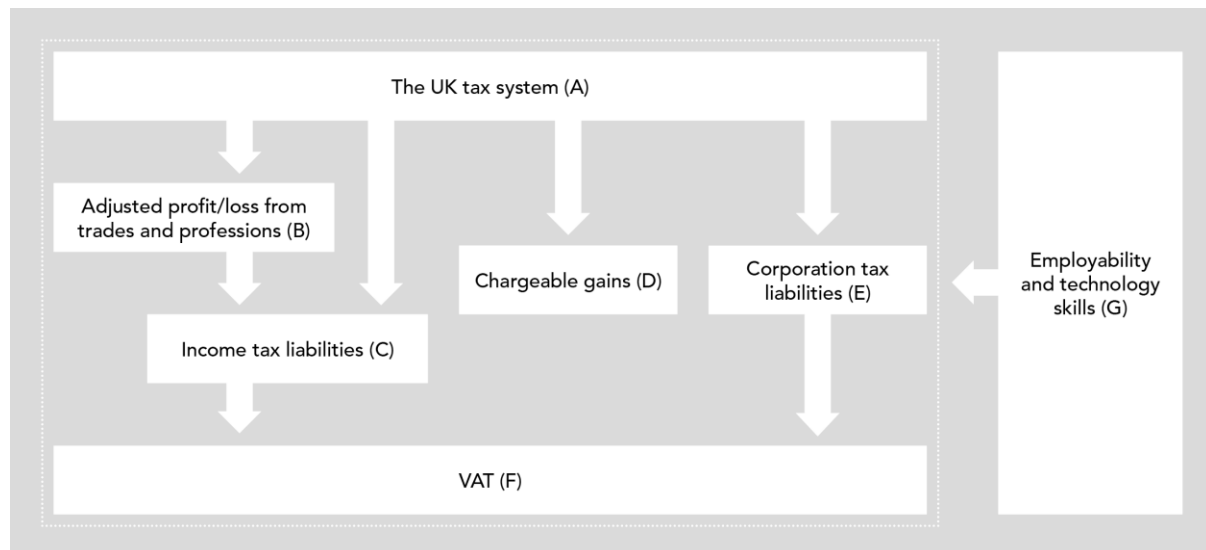 The UK tax system (A)
Adjusted profit/loss from
trades and professions (B)
Chargeable gains (D)
Corporation tax
liabilities (E)
Employability
and technology
skills (G)
Income tax liabilities (C)
VAT (F)